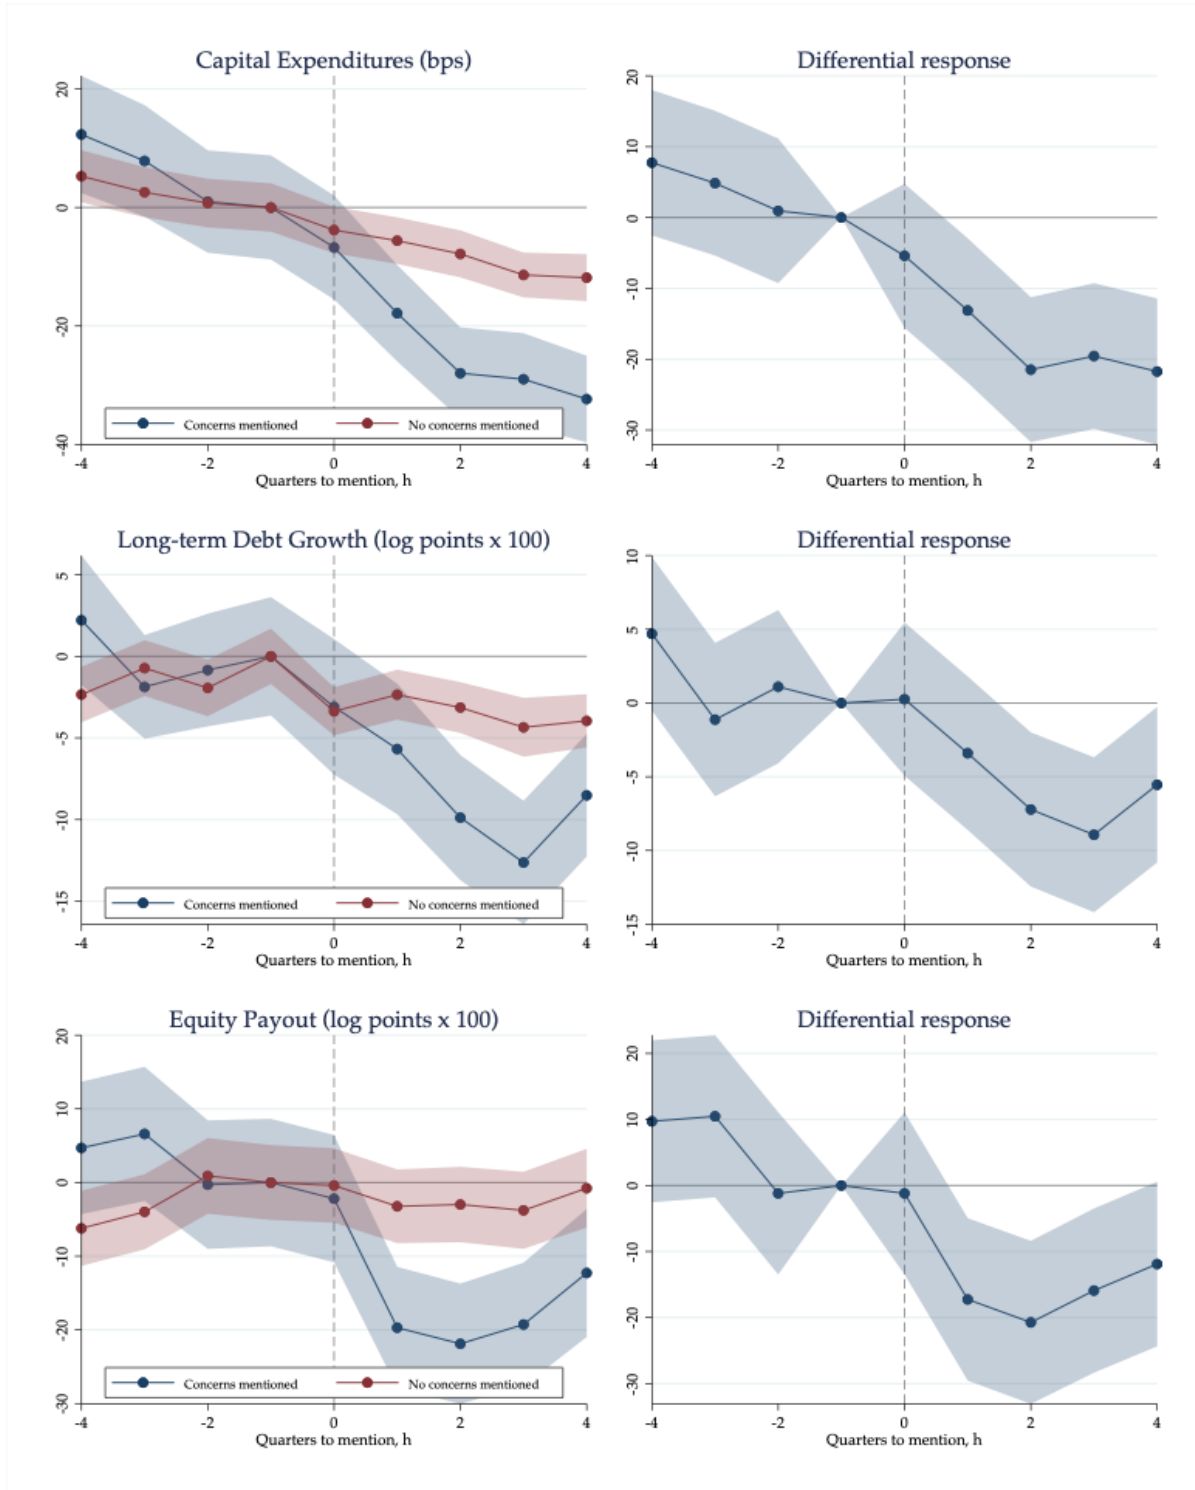 Capital Expenditures (bps)
20
0
-20
-40
Concerns mentioned
No concerns mentioned
-4 -2 0 2 4
Quarters to mention, h
Differential response
20
10
0
-10
-20
-30
-4 -2 0 2 4
Quarters to mention, h
Long-term Debt Growth (log points x 100)
5
0
-5
-10
-15
Concerns mentioned
No concerns mentioned
-4 -2 0 2 4
Quarters to mention, h
Differential response
10
5
0
-5
-10
-15
-4 -2 0 2 4
Quarters to mention, h
Equity Payout (log points x 100)
20
10
0
-10
-20
-30
Concerns mentioned
No concerns mentioned
-4 -2 0 2 4
Quarters to mention, h
Differential response
20
10
0
-10
-20
-30
-4 -2 0 2 4
Quarters to mention, h